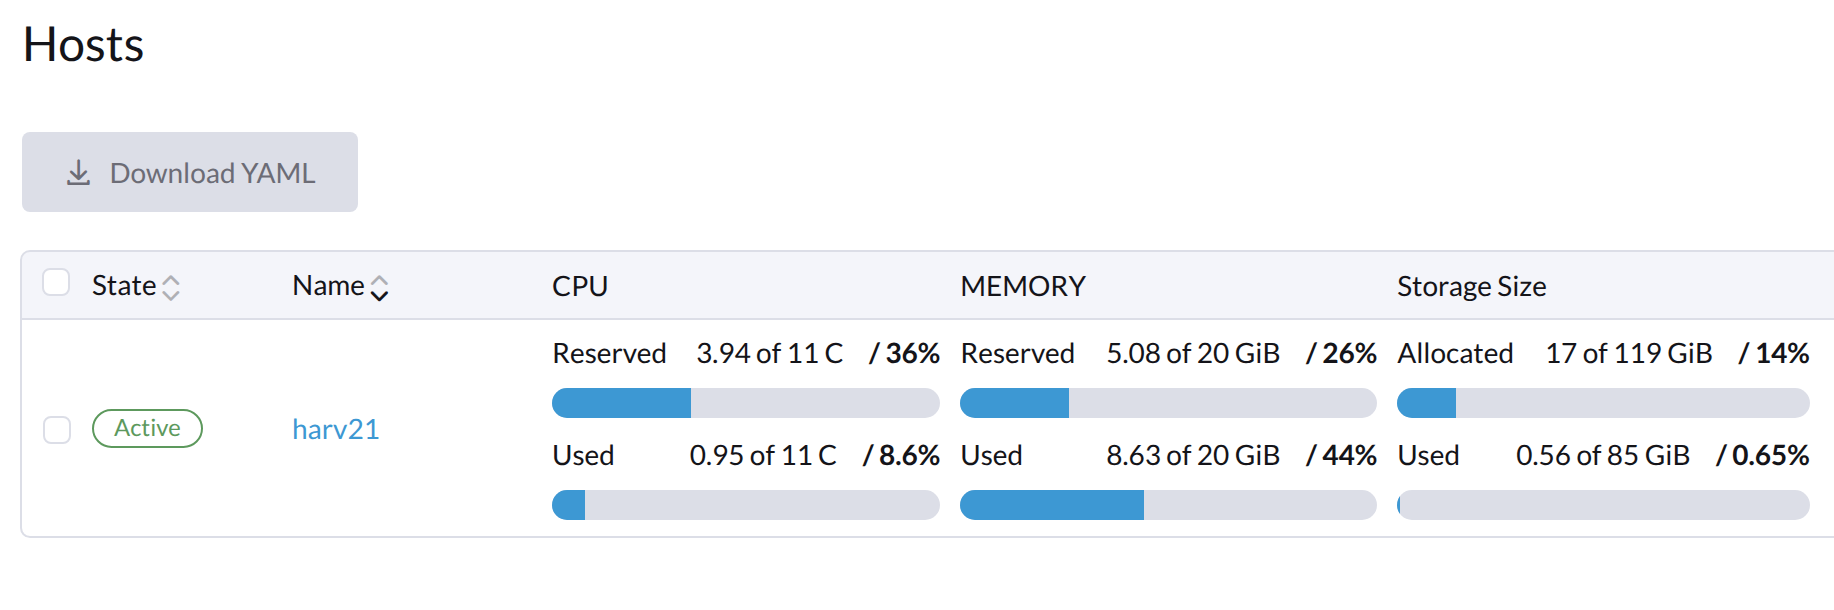 Hosts
Download YAML
State Name CPU MEMORY Storage Size
Reserved 3.94 of 11 C / 36% Reserved 5.08 of 20 GiB / 26% Allocated 17 of 119 GiB / 14%
Active harv21
Used 0.95 of 11 C / 8.6% Used 8.63 of 20 GiB / 44% Used 0.56 of 85 GiB / 0.65%